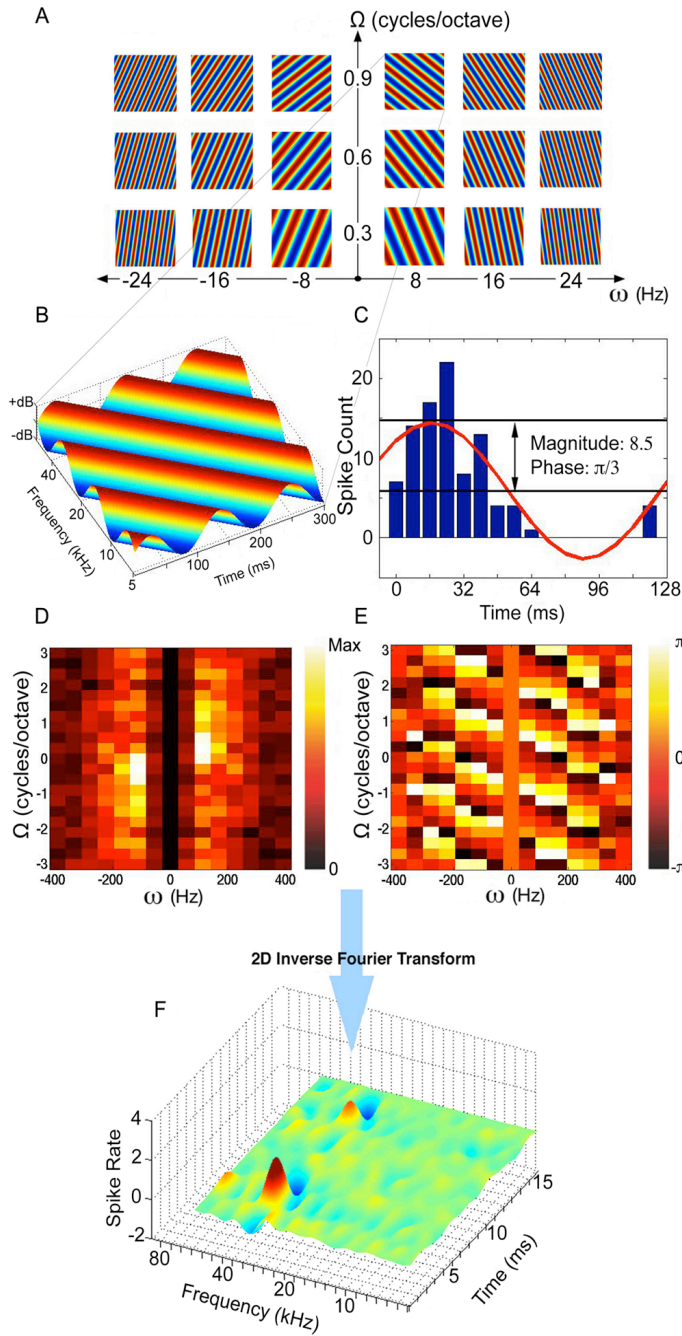 A
Ω (cycles/octave)
0.9
0.6
0.3
-24 -16 -8 8 16 24
ω (Hz)
B
+dB
-dB
40
20
10
5
Frequency (kHz)
100
200
300
Time (ms)
C
20
10
0
Spike Count
Magnitude: 8.5
Phase: π/3
0 32 64 96 128
Time (ms)
D
3
2
1
0
-1
-2
-3
Ω (cycles/octave)
-400 -200 0 200 400
ω (Hz)
Max
0
E
3
2
1
0
-1
-2
-3
Ω (cycles/octave)
-400 -200 0 200 400
ω (Hz)
π
0
-π
2D Inverse Fourier Transform
F
4
2
0
-2
Spike Rate
80
40
20
10
Frequency (kHz)
5
10
15
Time (ms)